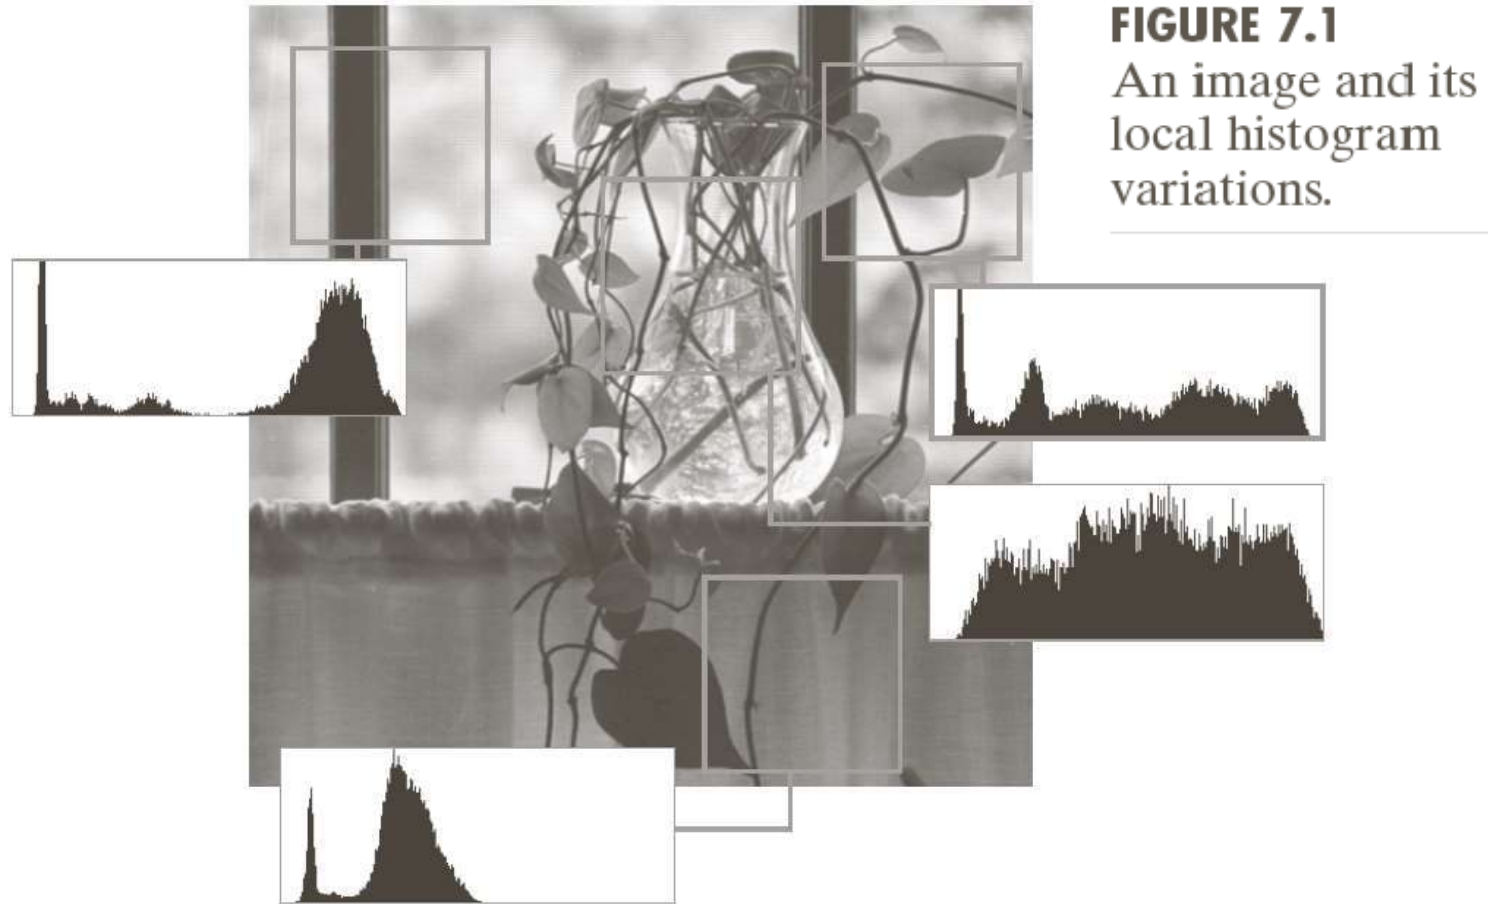 FIGURE 7.1
An image and its
local histogram
variations.